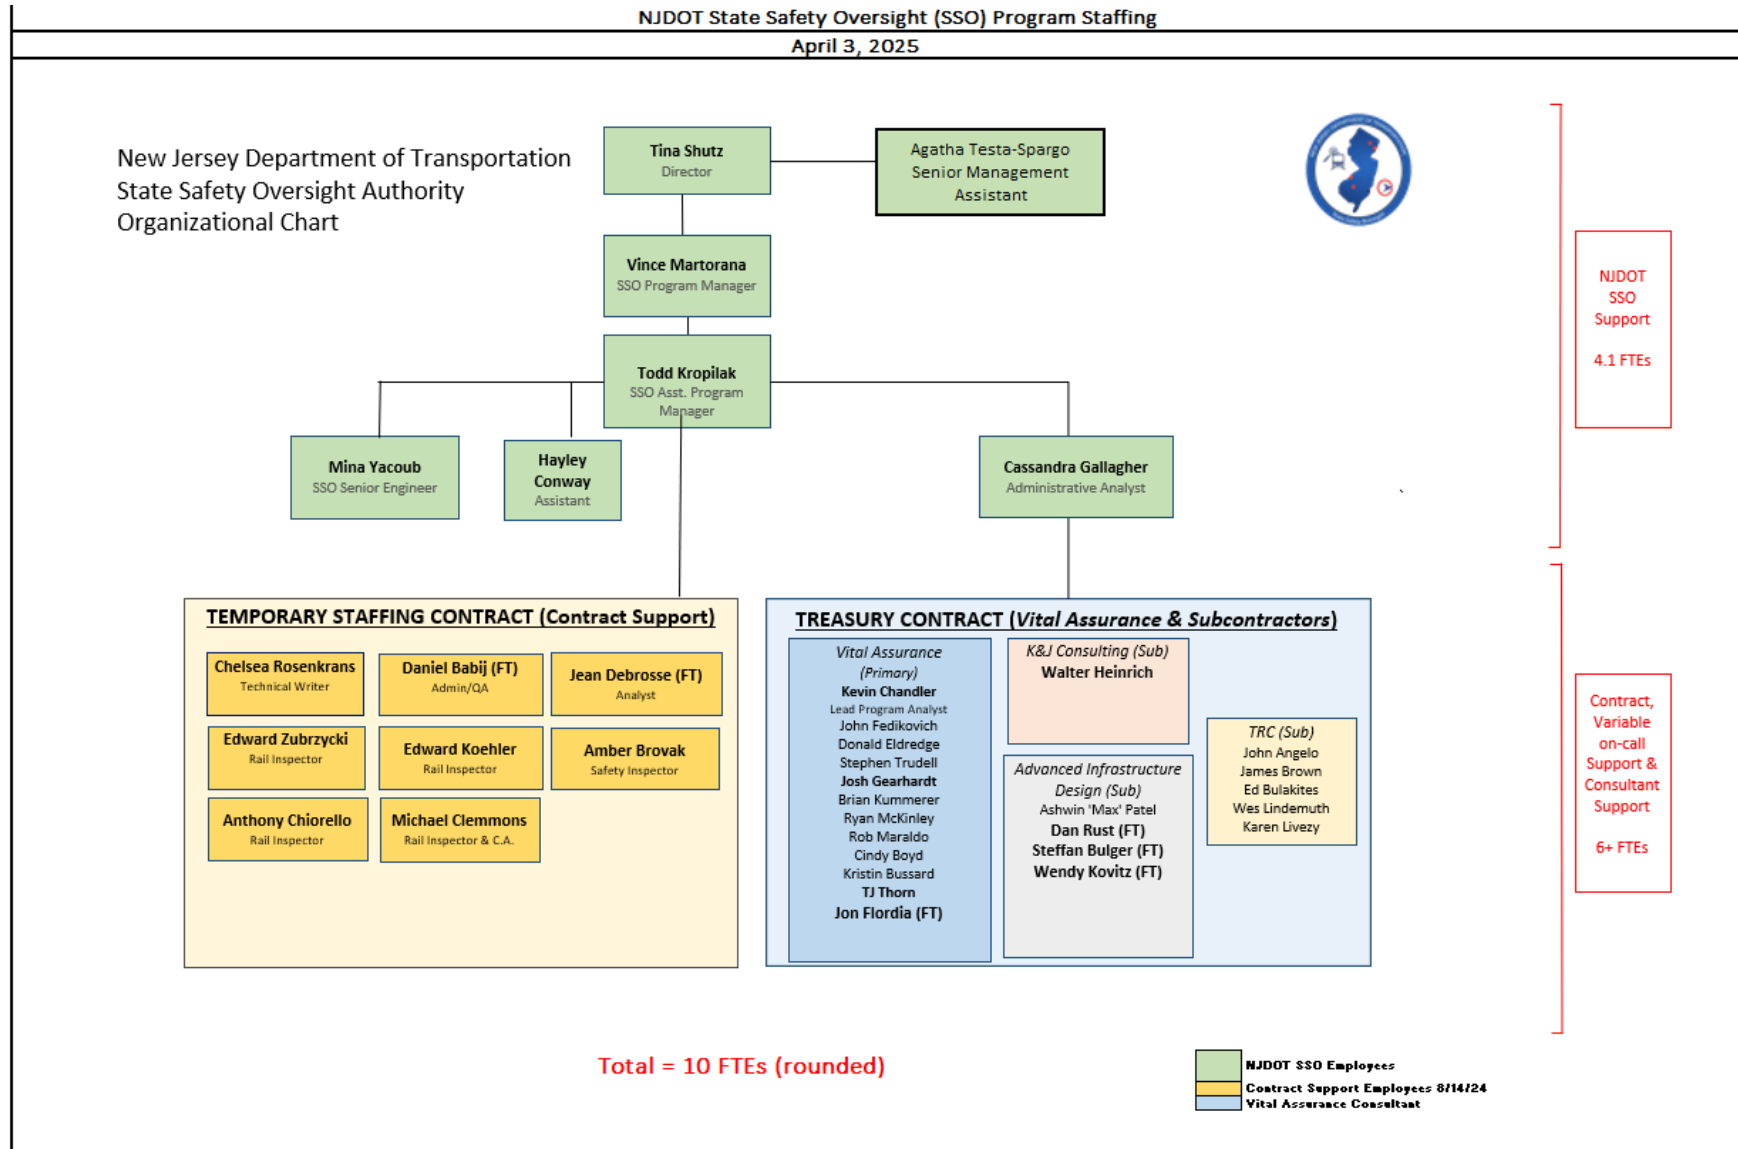 NJDOT State Safety Oversight (SSO) Program Staffing
April 3, 2025
New Jersey Department of Transportation
State Safety Oversight Authority
Organizational Chart
Tina Shutz
Director
Agatha Testa-Spargo
Senior Management
Assistant
Vince Martorana
SSO Program Manager
Todd Kropilak
SSO Asst. Program
Manager
Mina Yacoub
SSO Senior Engineer
Hayley
Conway
Assistant
Cassandra Gallagher
Administrative Analyst
NJDOT
SSO
Support
4.1 FTEs
TEMPORARY STAFFING CONTRACT (Contract Support)
Chelsea Rosenkrans
Technical Writer
Daniel Babij (FT)
Admin/QA
Jean Debrosse (FT)
Analyst
Edward Zubrzycki
Rail Inspector
Edward Koehler
Rail Inspector
Amber Brovak
Safety Inspector
Anthony Chiorello
Rail Inspector
Michael Clemmons
Rail Inspector & C.A.
TREASURY CONTRACT (Vital Assurance & Subcontractors)
Vital Assurance
(Primary)
Kevin Chandler
Lead Program Analyst
John Fedikovich
Donald Eldredge
Stephen Trudell
Josh Gearhardt
Brian Kummerer
Ryan McKinley
Rob Maraldo
Cindy Boyd
Kristin Bussard
TJ Thorn
Jon Flordia (FT)
K&J Consulting (Sub)
Walter Heinrich
Advanced Infrastructure
Design (Sub)
Ashwin 'Max' Patel
Dan Rust (FT)
Steffan Bulger (FT)
Wendy Kovitz (FT)
TRC (Sub)
John Angelo
James Brown
Ed Bulakites
Wes Lindemuth
Karen Livezy
Contract,
Variable
on-call
Support &
Consultant
Support
6+ FTEs
Total = 10 FTEs (rounded)
NJDOT SSO Employees
Contract Support Employees 8/14/24
Vital Assurance Consultant